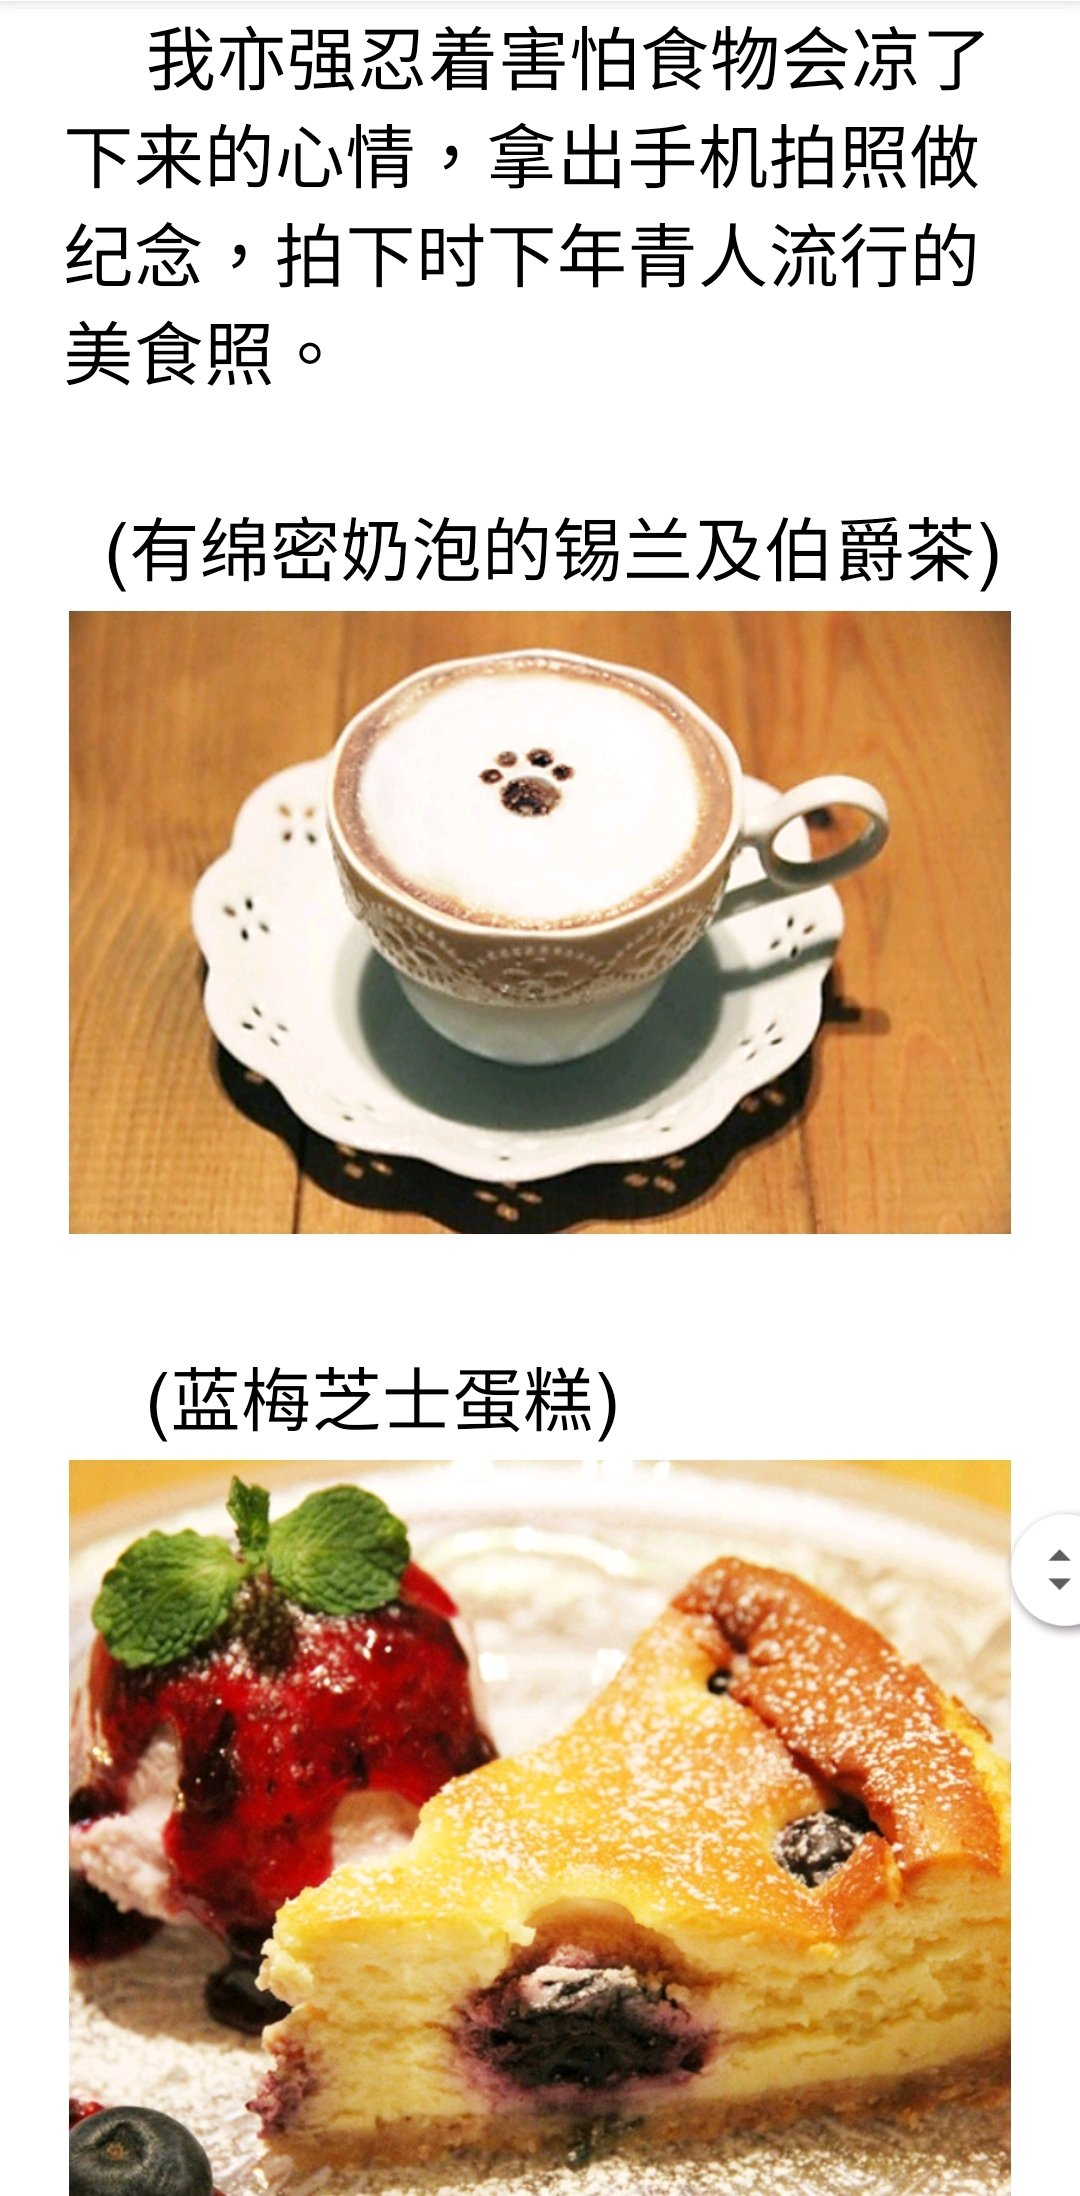 我亦强忍着害怕食物会凉了
下来的心情，拿出手机拍照做
纪念，拍下时下年青人流行的
美食照。
(有绵密奶泡的锡兰及伯爵茶)
(蓝梅芝士蛋糕)